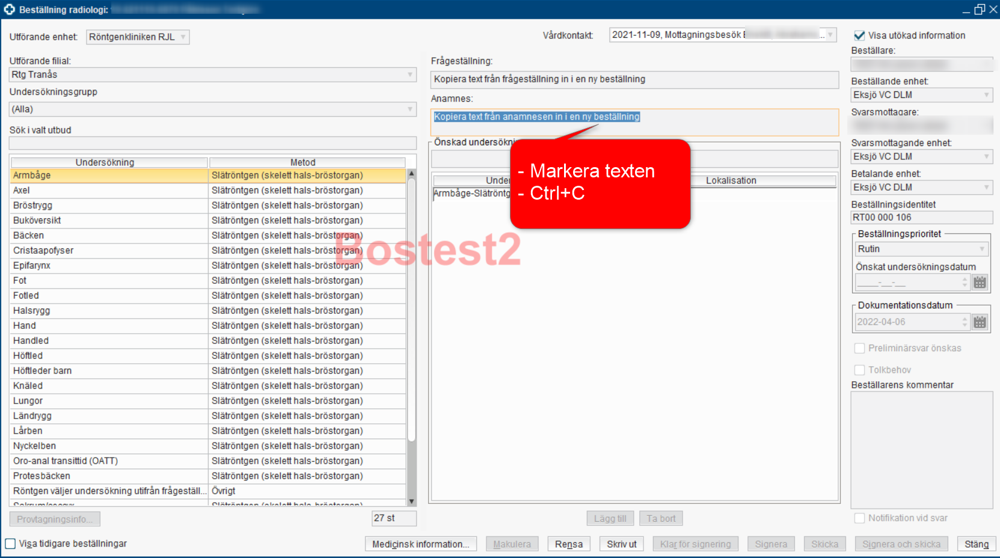 Beställning radiologi:
Utförande enhet: Röntgenkliniken RJL
Vårdkontakt: 2021-11-09, Mottagningsbesök
Visa utökad information
Utförande filial:
Rtg Tranås
Undersökningsgrupp
(Alla)
Sök i valt utbud
Undersökning Metod
Armbåge Slätröntgen (skelett hals-bröstorgan)
Axel Slätröntgen (skelett hals-bröstorgan)
Bröstrygg Slätröntgen (skelett hals-bröstorgan)
Buköversikt Slätröntgen (skelett hals-bröstorgan)
Bäcken Slätröntgen (skelett hals-bröstorgan)
Cristaapofyser Slätröntgen (skelett hals-bröstorgan)
Epifarynx Slätröntgen (skelett hals-bröstorgan)
Fot Slätröntgen (skelett hals-bröstorgan)
Fotled Slätröntgen (skelett hals-bröstorgan)
Halsrygg Slätröntgen (skelett hals-bröstorgan)
Hand Slätröntgen (skelett hals-bröstorgan)
Handled Slätröntgen (skelett hals-bröstorgan)
Höftled Slätröntgen (skelett hals-bröstorgan)
Höftleder barn Slätröntgen (skelett hals-bröstorgan)
Knäled Slätröntgen (skelett hals-bröstorgan)
Lungor Slätröntgen (skelett hals-bröstorgan)
Ländrygg Slätröntgen (skelett hals-bröstorgan)
Lårben Slätröntgen (skelett hals-bröstorgan)
Nyckelben Slätröntgen (skelett hals-bröstorgan)
Oro-anal transittid (OATT) Slätröntgen (skelett hals-bröstorgan)
Protesbäcken Slätröntgen (skelett hals-bröstorgan)
Röntgen väljer undersökning utifrån frågeställ... Övrigt
Provtagningsinfo... 27 st
Frågeställning:
Kopiera text från frågeställning in i en ny beställning
Anamnes:
Kopiera text från anamnesen in i en ny beställning
Önskad undersökni
Under Lokalisation
Armbåge-Slätröntg
- Markera texten
- Ctrl+C
Bostest2
Lägg till Ta bort
Beställare:
Beställande enhet:
Eksjö VC DLM
Svarsmottagare:
Svarsmottagande enhet:
Eksjö VC DLM
Betalande enhet:
Eksjö VC DLM
Beställningsidentitet
RT00 000 106
Beställningsprioritet
Rutin
Önskat undersökningsdatum
____-__-__
Dokumentationsdatum
2022-04-06
Preliminärsvar önskas
Tolkbehov
Beställarens kommentar
Notifikation vid svar
Visa tidigare beställningar
Medicinsk information... Makulera Rensa Skriv ut Klar för signering Signera Skicka Signera och skicka Stäng